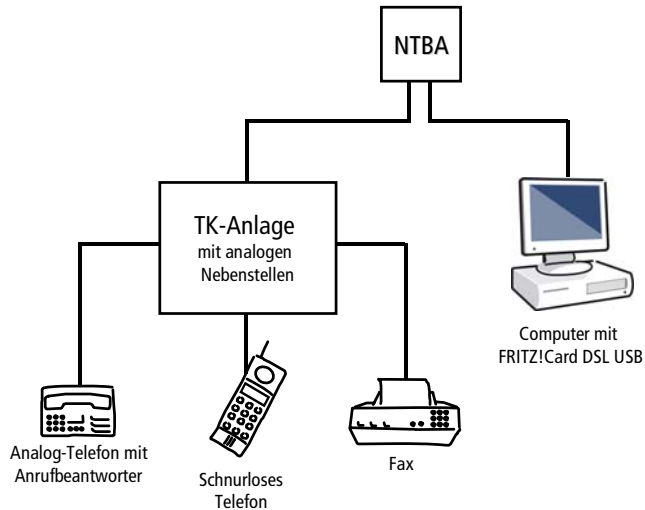 NTBA
TK-Anlage
mit analogen
Nebenstellen
Computer mit
FRITZ!Card DSL USB
Analog-Telefon mit
Anrufbeantworter
Schnurloses
Telefon
Fax